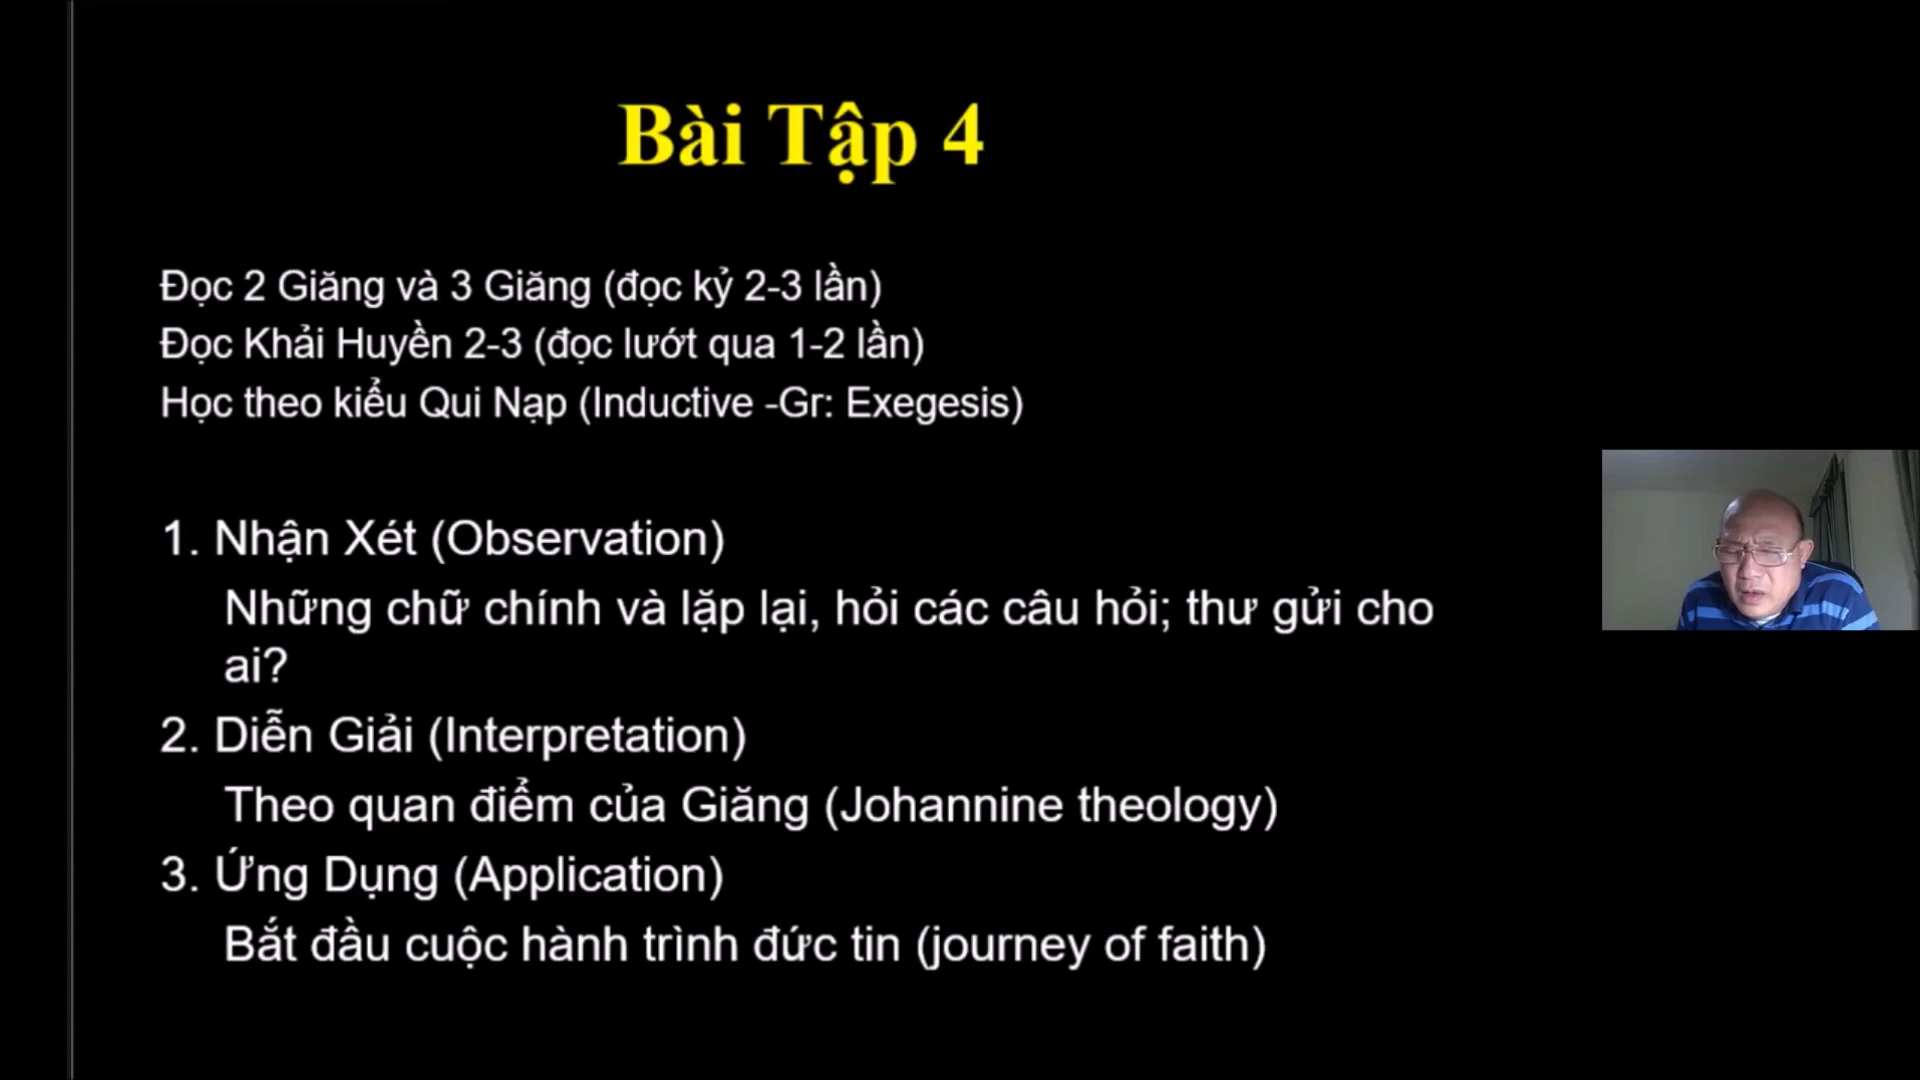 Bài Tập 4
Đọc 2 Giăng và 3 Giăng (đọc kỷ 2-3 lần)
Đọc Khải Huyền 2-3 (đọc lướt qua 1-2 lần)
Học theo kiểu Qui Nạp (Inductive -Gr: Exegesis)
1. Nhận Xét (Observation)
Những chữ chính và lặp lại, hỏi các câu hỏi; thư gửi cho
ai?
2. Diễn Giải (Interpretation)
Theo quan điểm của Giăng (Johannine theology)
3. Ứng Dụng (Application)
Bắt đầu cuộc hành trình đức tin (journey of faith)